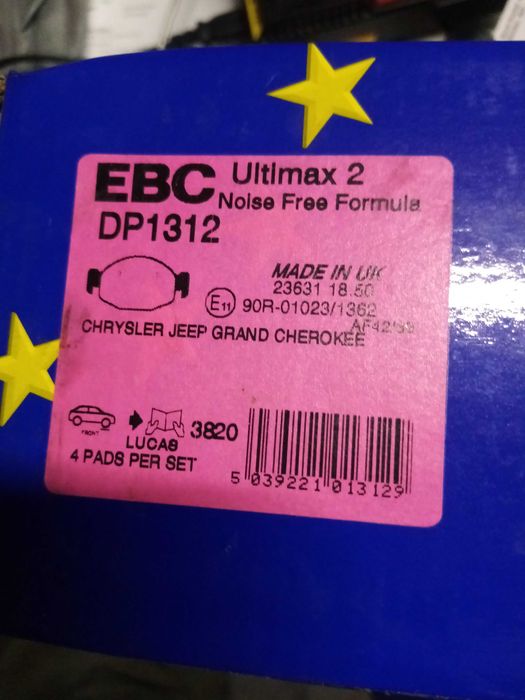 EBC Ultimax 2
Noise Free Formula
DP1312
MADE IN UK
23631 18.50
E11 90R-01023/1362
CHRYSLER JEEP GRAND CHEROKEE
FRONT
LUCAS 3820
4 PADS PER SET
5 039221 013129